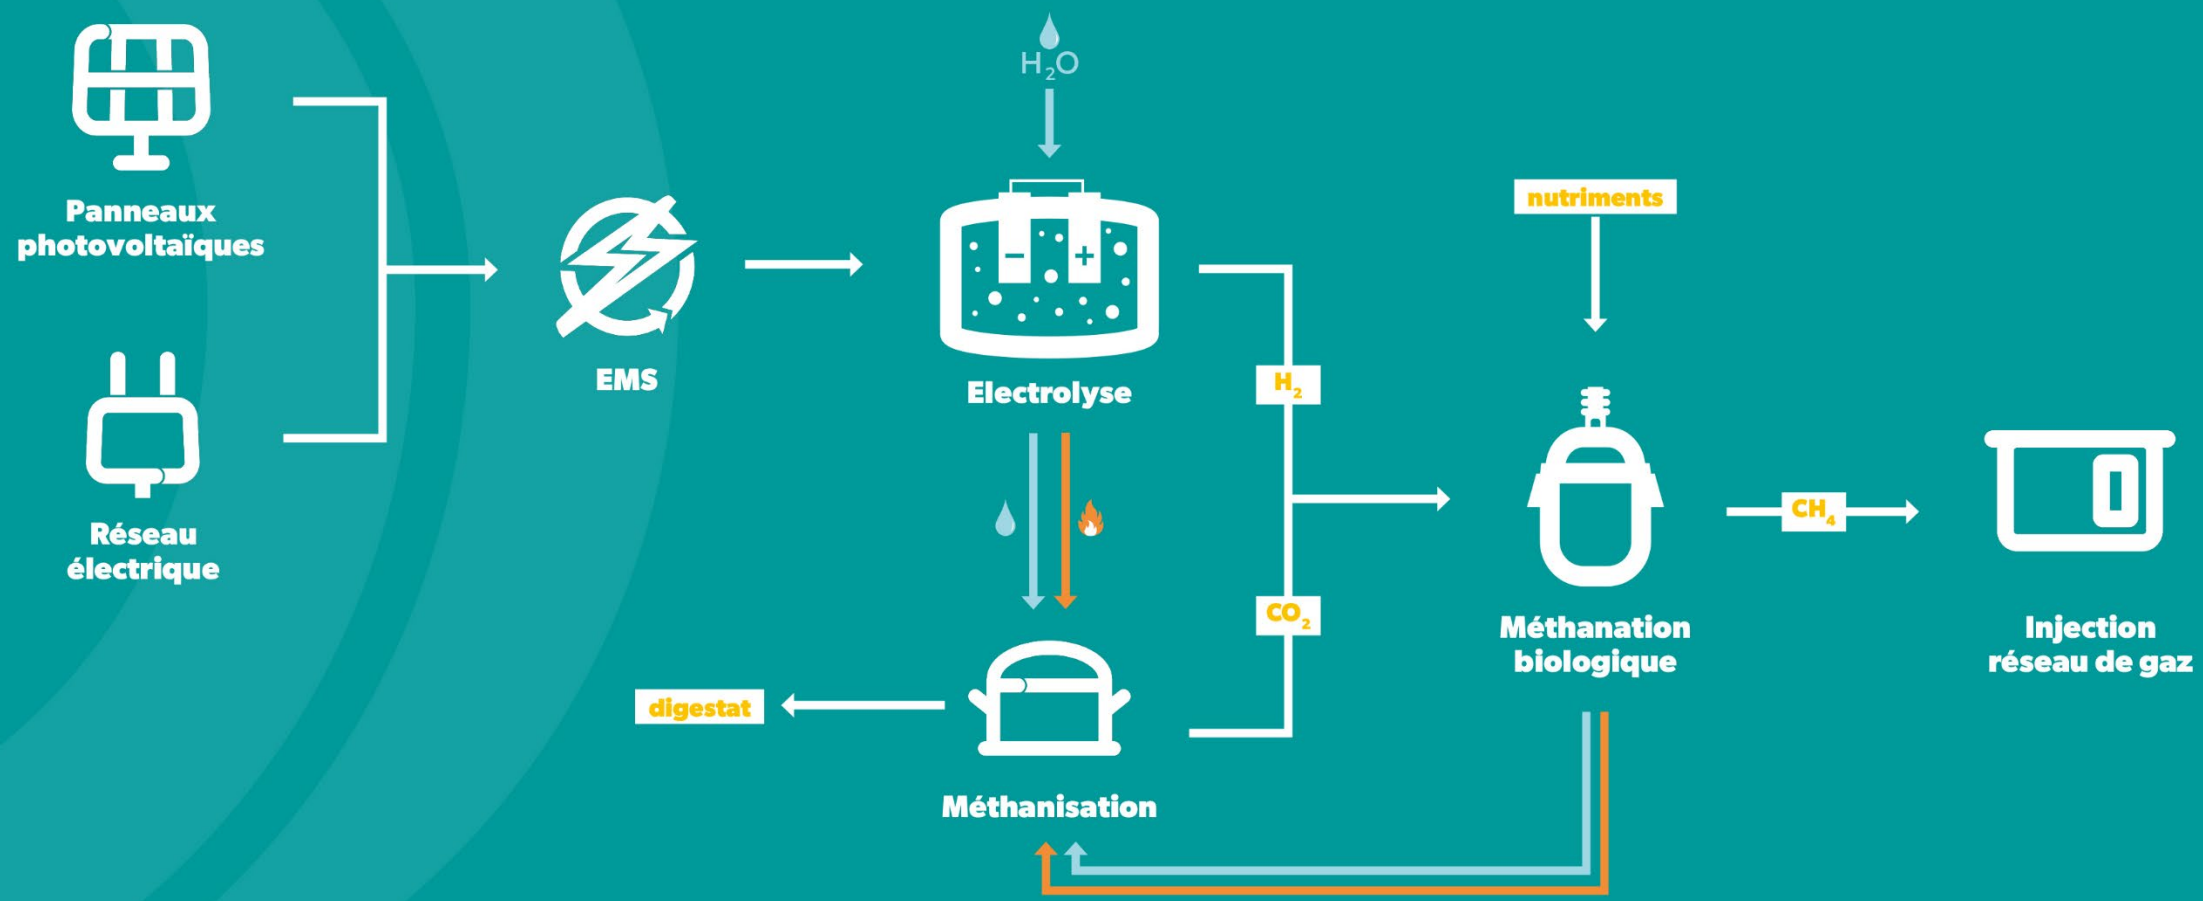 Panneaux
photovoltaïques
Réseau
électrique
EMS
H₂O
Electrolyse
H₂
CO₂
digestat
Méthanisation
nutriments
Méthanation
biologique
CH₄
Injection
réseau de gaz